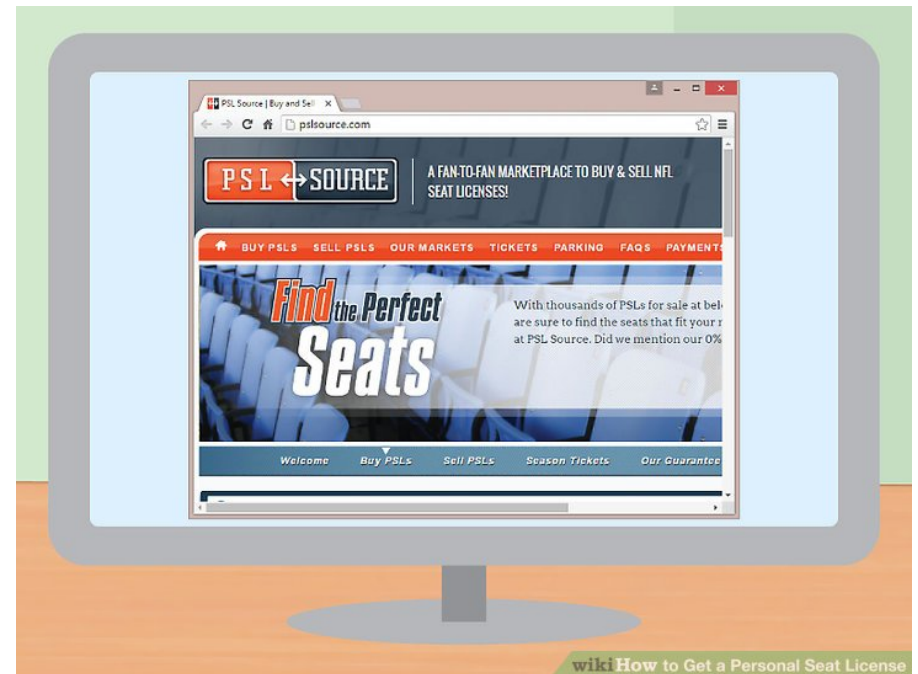 PSL Source | Buy and Sell
pslsource.com
PSL SOURCE
A FAN-TO-FAN MARKETPLACE TO BUY & SELL NFL
SEAT LICENSES!
BUY PSLS SELL PSLS OUR MARKETS TICKETS PARKING FAQS PAYMENTS
Find the Perfect
Seats
With thousands of PSLs for sale at
are sure to find the seats that fit your
at PSL Source. Did we mention our 0%
Welcome Buy PSLs Sell PSLs Season Tickets Our Guarantee
wikiHow to Get a Personal Seat License